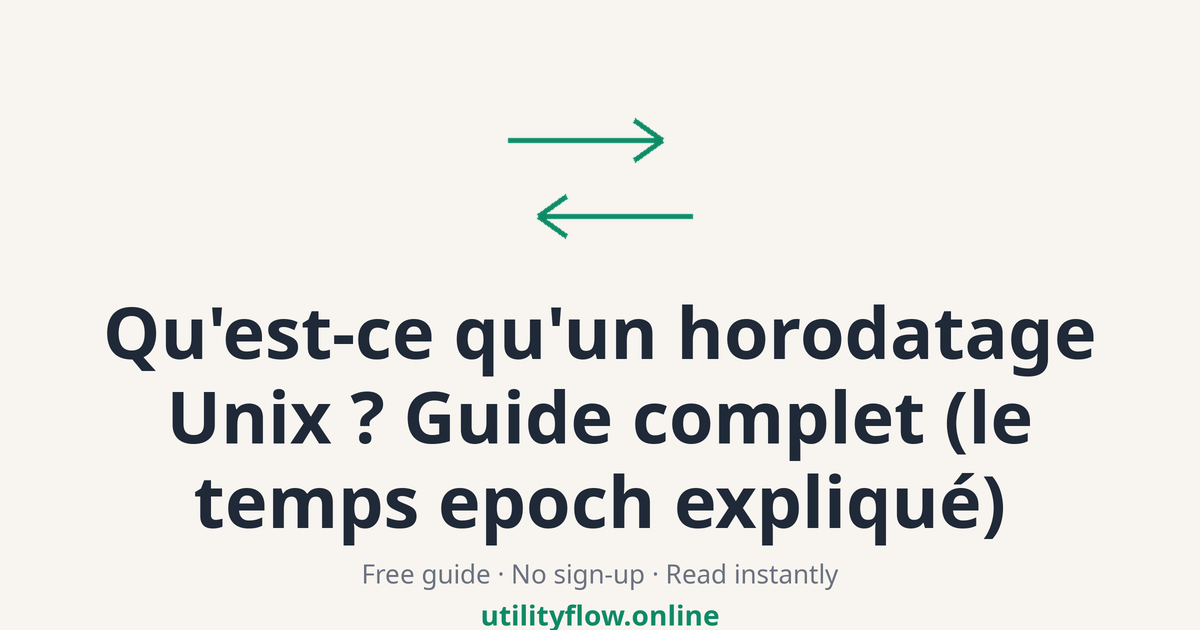 Qu'est-ce qu'un horodatage
Unix ? Guide complet (le
temps epoch expliqué)
Free guide · No sign-up · Read instantly
utilityflow.online